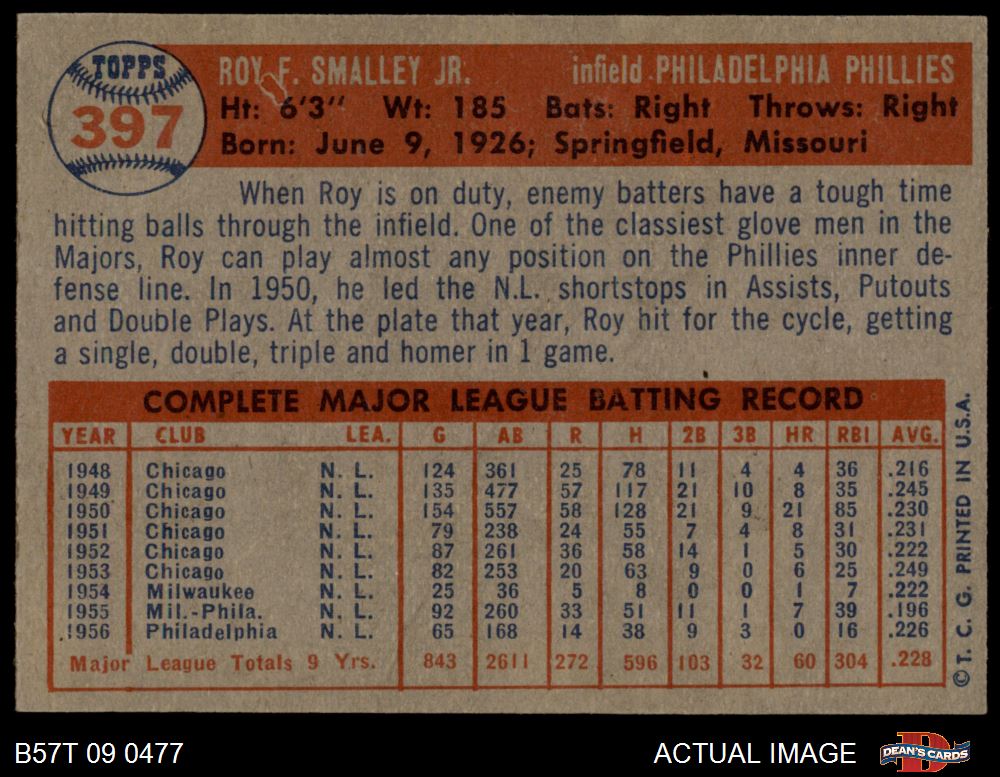 TOPPS
397
ROY F. SMALLEY JR. infield PHILADELPHIA PHILLIES
Ht: 6'3" Wt: 185 Bats: Right Throws: Right
Born: June 9, 1926; Springfield, Missouri
When Roy is on duty, enemy batters have a tough time
hitting balls through the infield. One of the classiest glove men in the
Majors, Roy can play almost any position on the Phillies inner de-
fense line. In 1950, he led the N.L. shortstops in Assists, Putouts
and Double Plays. At the plate that year, Roy hit for the cycle, getting
a single, double, triple and homer in 1 game.
COMPLETE MAJOR LEAGUE BATTING RECORD
YEAR CLUB LEA. G AB R H 2B 3B HR RBI AVG.
1948 Chicago N. L. 124 361 25 78 11 4 4 36 .216
1949 Chicago N. L. 135 477 57 117 21 10 8 35 .245
1950 Chicago N. L. 154 557 58 128 21 9 21 85 .230
1951 Chicago N. L. 79 238 24 55 7 4 8 31 .231
1952 Chicago N. L. 87 261 36 58 14 1 5 30 .222
1953 Chicago N. L. 82 253 20 63 9 0 6 25 .249
1954 Milwaukee N. L. 25 36 5 8 0 0 1 7 .222
1955 Mil.-Phila. N. L. 92 260 33 51 11 1 7 39 .196
1956 Philadelphia N. L. 65 168 14 38 9 3 0 16 .226
Major League Totals 9 Yrs. 843 2611 272 596 103 32 60 304 .228
© T. C. G. PRINTED IN U.S.A.
B57T 09 0477
ACTUAL IMAGE
DEAN'S CARDS